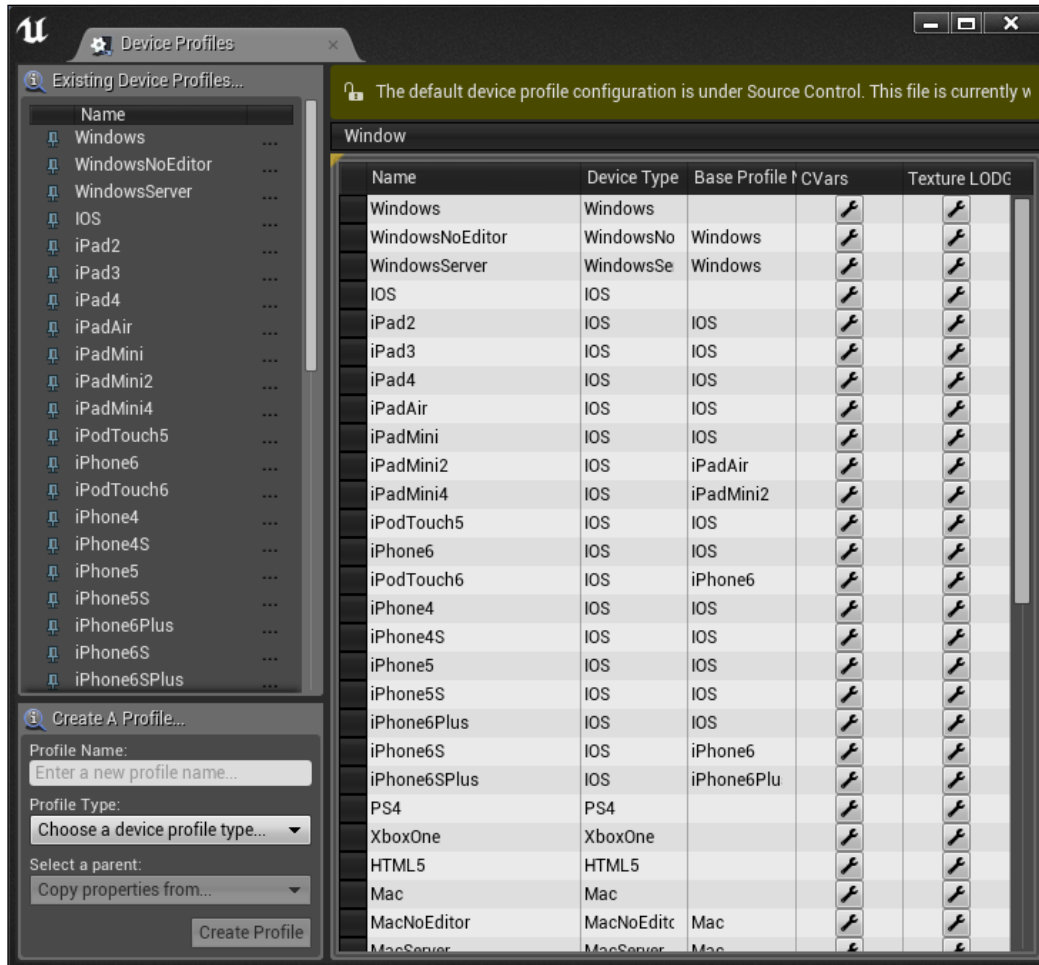 Device Profiles
Existing Device Profiles...
Name
Windows ...
WindowsNoEditor ...
WindowsServer ...
IOS ...
iPad2 ...
iPad3 ...
iPad4 ...
iPadAir ...
iPadMini ...
iPadMini2 ...
iPadMini4 ...
iPodTouch5 ...
iPhone6 ...
iPodTouch6 ...
iPhone4 ...
iPhone4S ...
iPhone5 ...
iPhone5S ...
iPhone6Plus ...
iPhone6S ...
iPhone6SPlus ...
Create A Profile...
Profile Name:
Enter a new profile name...
Profile Type:
Choose a device profile type...
Select a parent:
Copy properties from...
Create Profile
The default device profile configuration is under Source Control. This file is currently w
Window
Name Device Type Base Profile N CVars Texture LODG
Windows Windows
WindowsNoEditor WindowsNo Windows
WindowsServer WindowsSe Windows
IOS IOS
iPad2 IOS IOS
iPad3 IOS IOS
iPad4 IOS IOS
iPadAir IOS IOS
iPadMini IOS IOS
iPadMini2 IOS iPadAir
iPadMini4 IOS iPadMini2
iPodTouch5 IOS IOS
iPhone6 IOS IOS
iPodTouch6 IOS iPhone6
iPhone4 IOS IOS
iPhone4S IOS IOS
iPhone5 IOS IOS
iPhone5S IOS IOS
iPhone6Plus IOS IOS
iPhone6S IOS iPhone6
iPhone6SPlus IOS iPhone6Plu
PS4 PS4
XboxOne XboxOne
HTML5 HTML5
Mac Mac
MacNoEditor MacNoEditc Mac
MacServer MacServer Mac